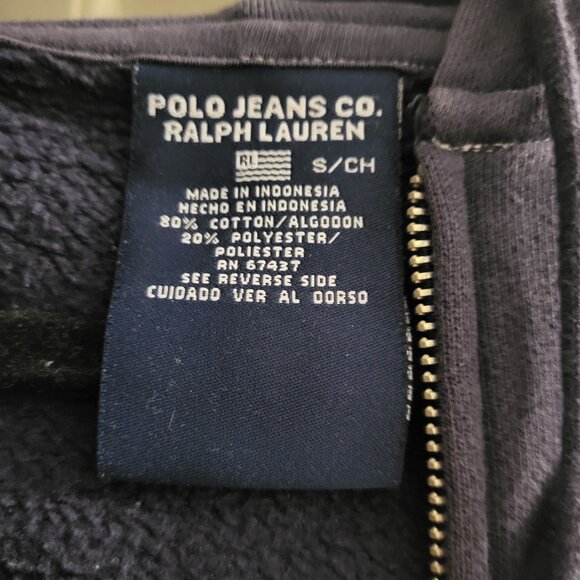 POLO JEANS CO.
RALPH LAUREN
RL S/CH
MADE IN INDONESIA
HECHO EN INDONESIA
80% COTTON/ALGODON
20% POLYESTER/
POLIESTER
RN 67437
SEE REVERSE SIDE
CUIDADO VER AL DORSO